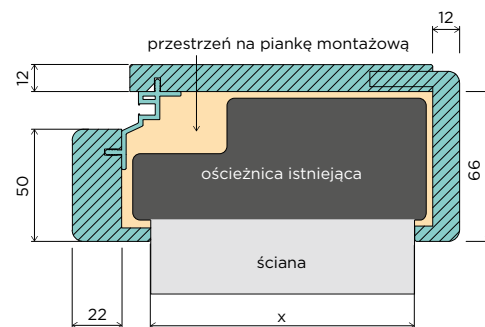 12
przestrzeń na piankę montażową
12
50
ościeżnica istniejąca
66
ściana
22
x